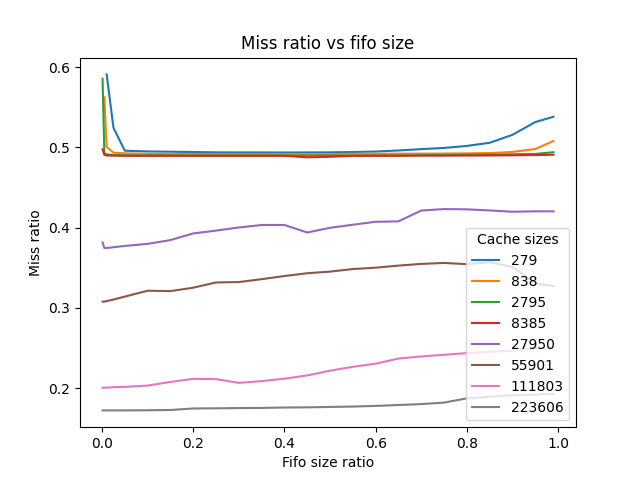 Miss ratio vs fifo size
0.6
0.5
0.4
0.3
0.2
Miss ratio
Cache sizes
279
838
2795
8385
27950
55901
111803
223606
0.0 0.2 0.4 0.6 0.8 1.0
Fifo size ratio